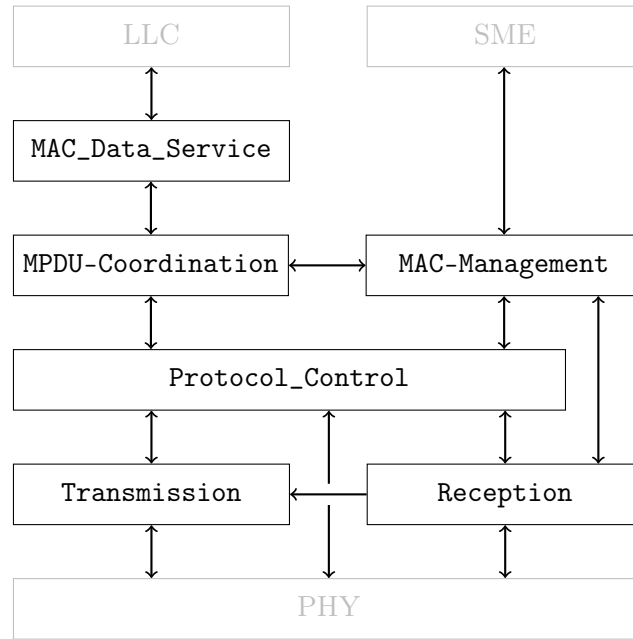 LLC
SME
MAC_Data_Service
MPDU-Coordination
MAC-Management
Protocol_Control
Transmission
Reception
PHY